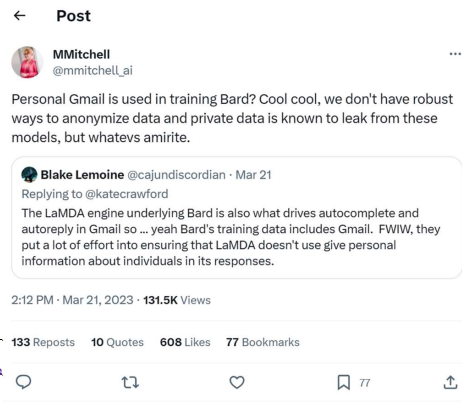 Post
MMitchell
@mmitchell_ai
Personal Gmail is used in training Bard? Cool cool, we don't have robust
ways to anonymize data and private data is known to leak from these
models, but whatevs amirite.
Blake Lemoine @cajundiscordian · Mar 21
Replying to @katecrawford
The LaMDA engine underlying Bard is also what drives autocomplete and
autoreply in Gmail so ... yeah Bard's training data includes Gmail. FWIW, they
put a lot of effort into ensuring that LaMDA doesn't use give personal
information about individuals in its responses.
2:12 PM · Mar 21, 2023 · 131.5K Views
133 Reposts 10 Quotes 608 Likes 77 Bookmarks
77